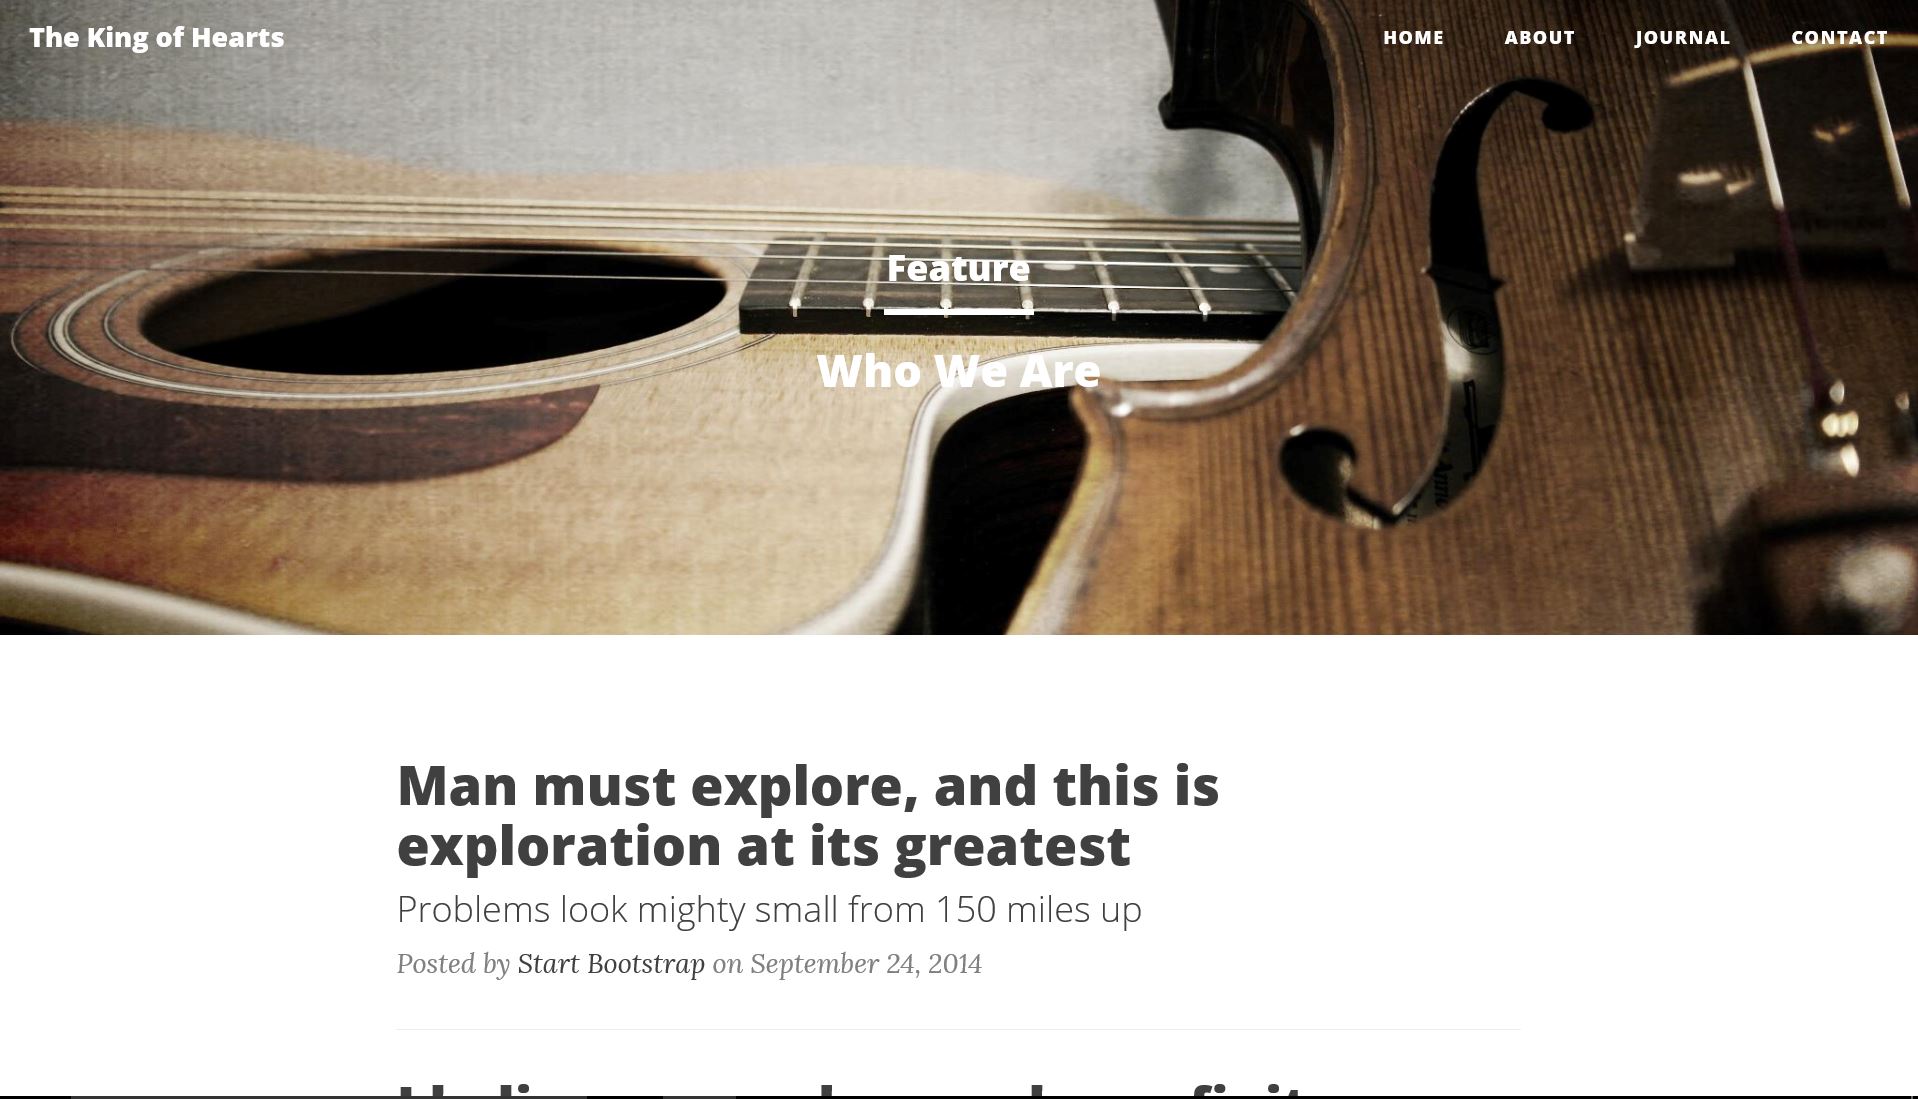 The King of Hearts
HOME ABOUT JOURNAL CONTACT
Feature
Who We Are
Man must explore, and this is
exploration at its greatest
Problems look mighty small from 150 miles up
Posted by Start Bootstrap on September 24, 2014